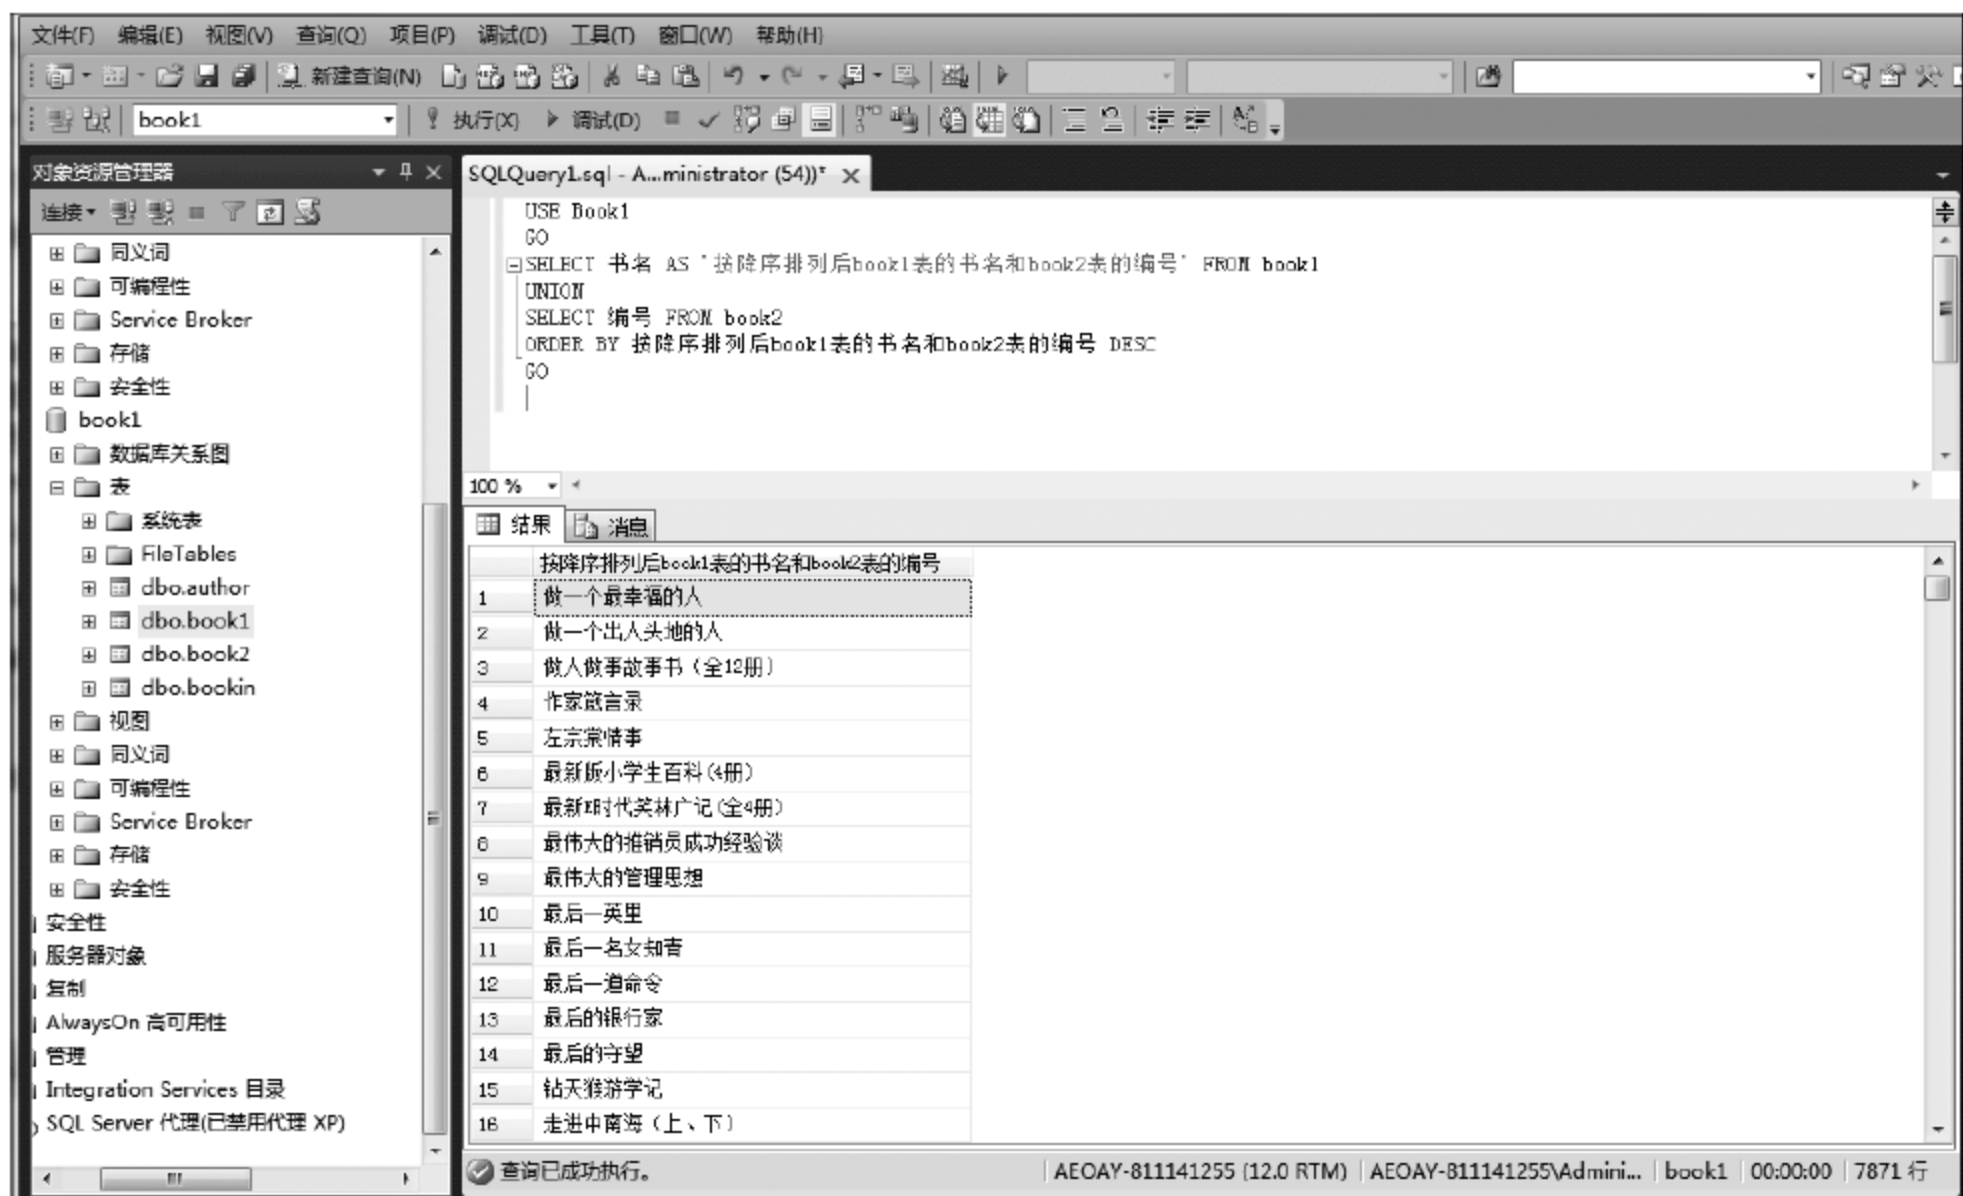 文件(F) 编辑(E) 视图(V) 查询(Q) 项目(P) 调试(D) 工具(T) 窗口(W) 帮助(H)
新建查询(N)
book1 执行(X) 调试(D)
对象资源管理器
连接
同义词
可编程性
Service Broker
存储
安全性
book1
数据库关系图
表
系统表
FileTables
dbo.author
dbo.book1
dbo.book2
dbo.bookin
视图
同义词
可编程性
Service Broker
存储
安全性
安全性
服务器对象
复制
AlwaysOn 高可用性
管理
Integration Services 目录
SQL Server 代理(已禁用代理 XP)
SQLQuery1.sql - A...ministrator (54))*
USE Book1
GO
SELECT 书名 AS '按降序排列后book1表的书名和book2表的编号' FROM book1
UNION
SELECT 编号 FROM book2
ORDER BY 按降序排列后book1表的书名和book2表的编号 DESC
GO
100 %
结果 消息
按降序排列后book1表的书名和book2表的编号
1 做一个最幸福的人
2 做一个出人头地的人
3 做人做事故事书（全12册）
4 作家箴言录
5 左宗棠情事
6 最新版小学生百科(4册)
7 最新E时代笑林广记(全4册)
8 最伟大的推销员成功经验谈
9 最伟大的管理思想
10 最后一英里
11 最后一名女知青
12 最后一道命令
13 最后的银行家
14 最后的守望
15 钻天猴游学记
16 走进中南海（上、下）
查询已成功执行。 AEOAY-811141255 (12.0 RTM) AEOAY-811141255\Admini... book1 00:00:00 7871 行